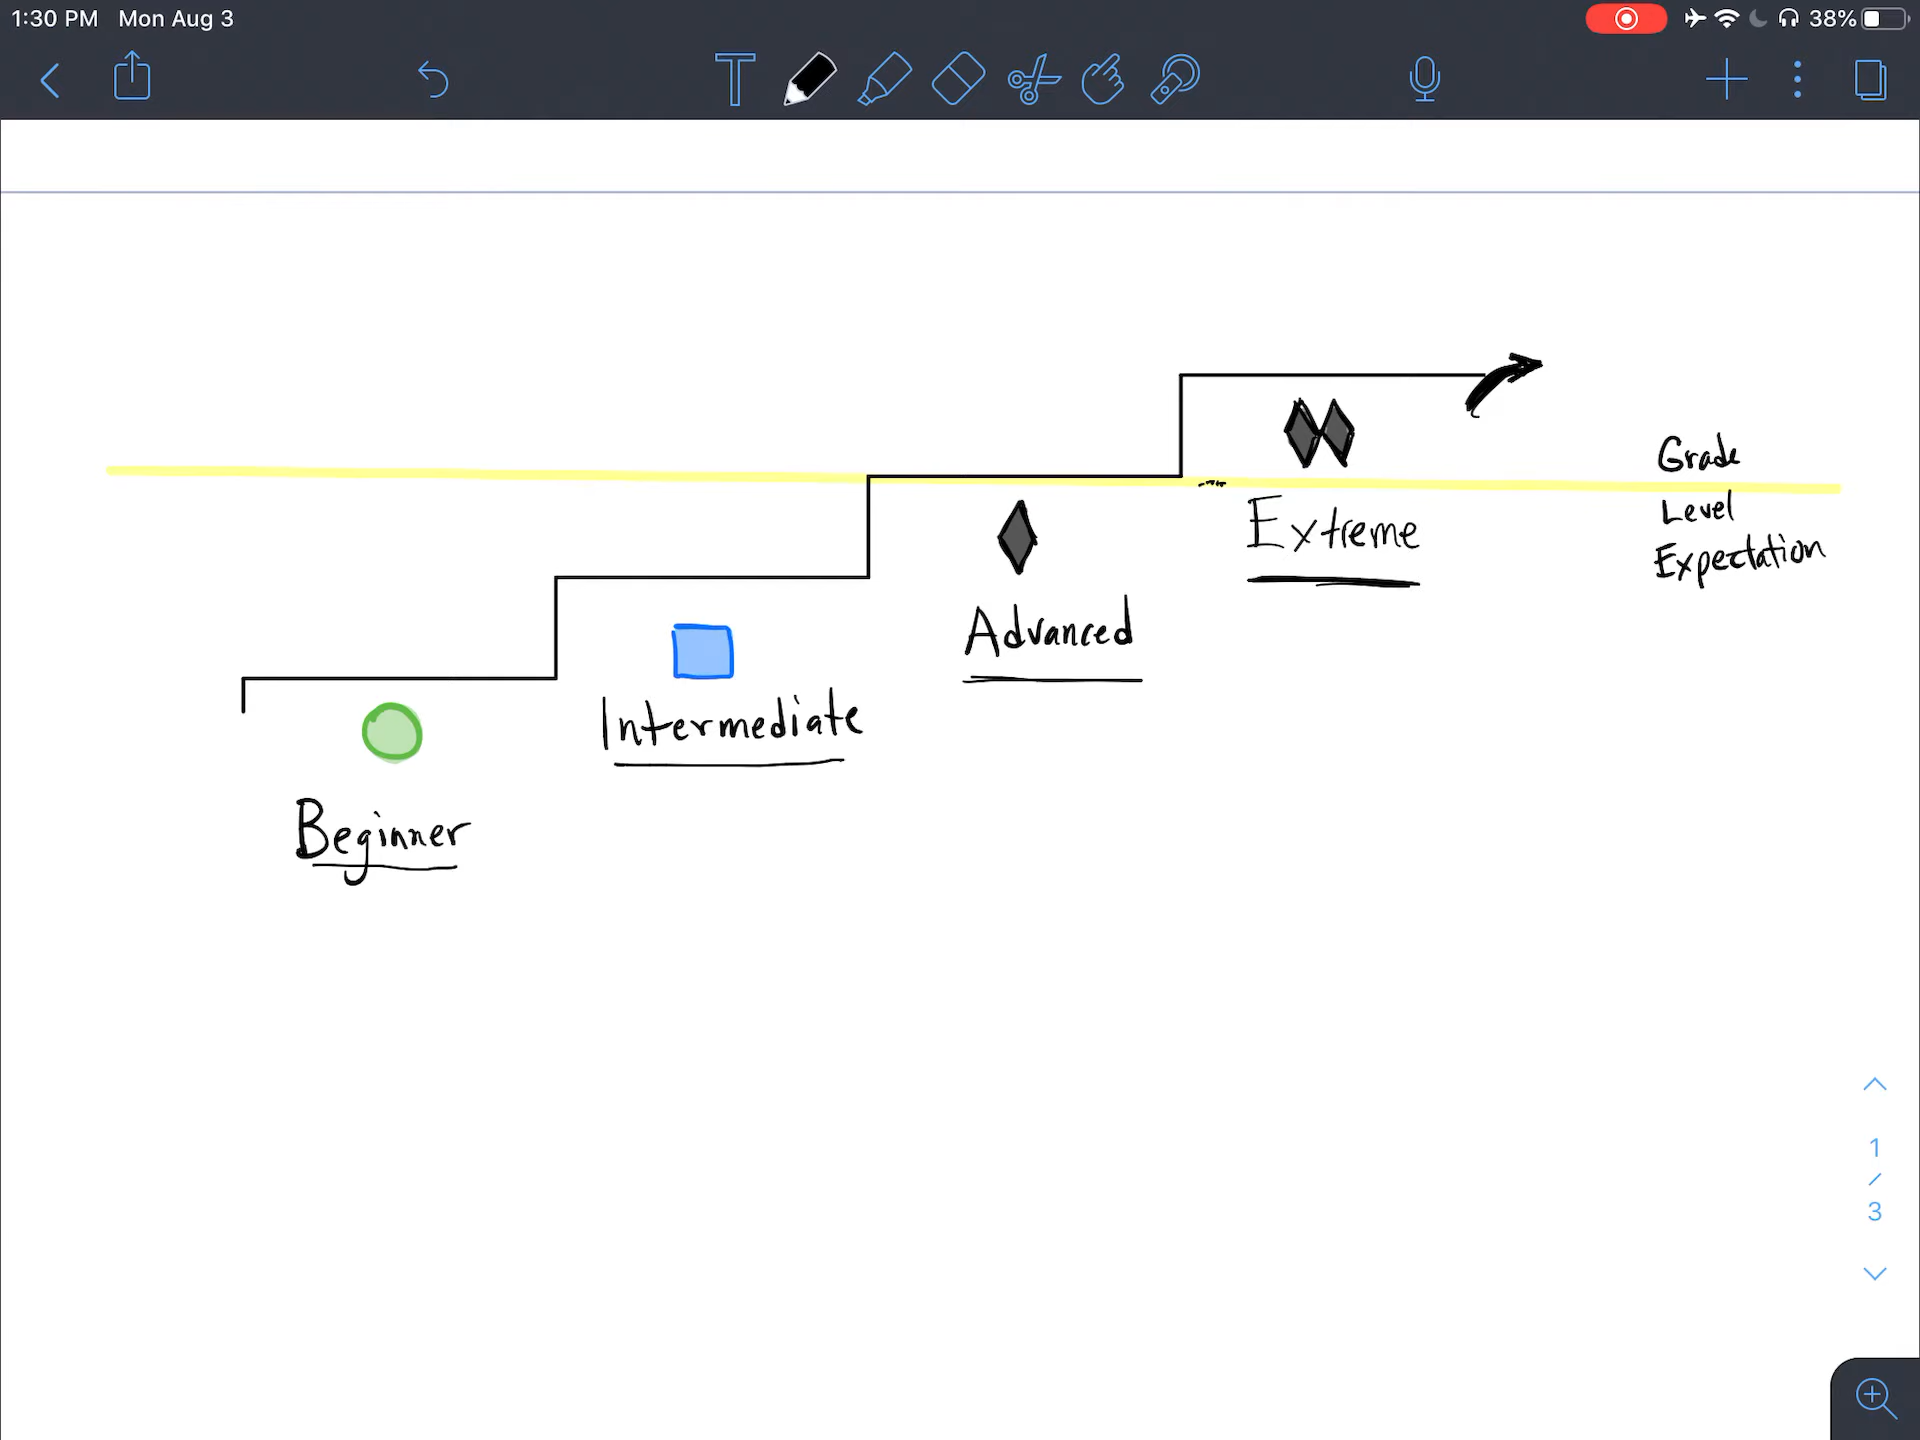 1:30 PM Mon Aug 3
38%
Grade
Level
Expectation
Extreme
Advanced
Intermediate
Beginner
1
/
3